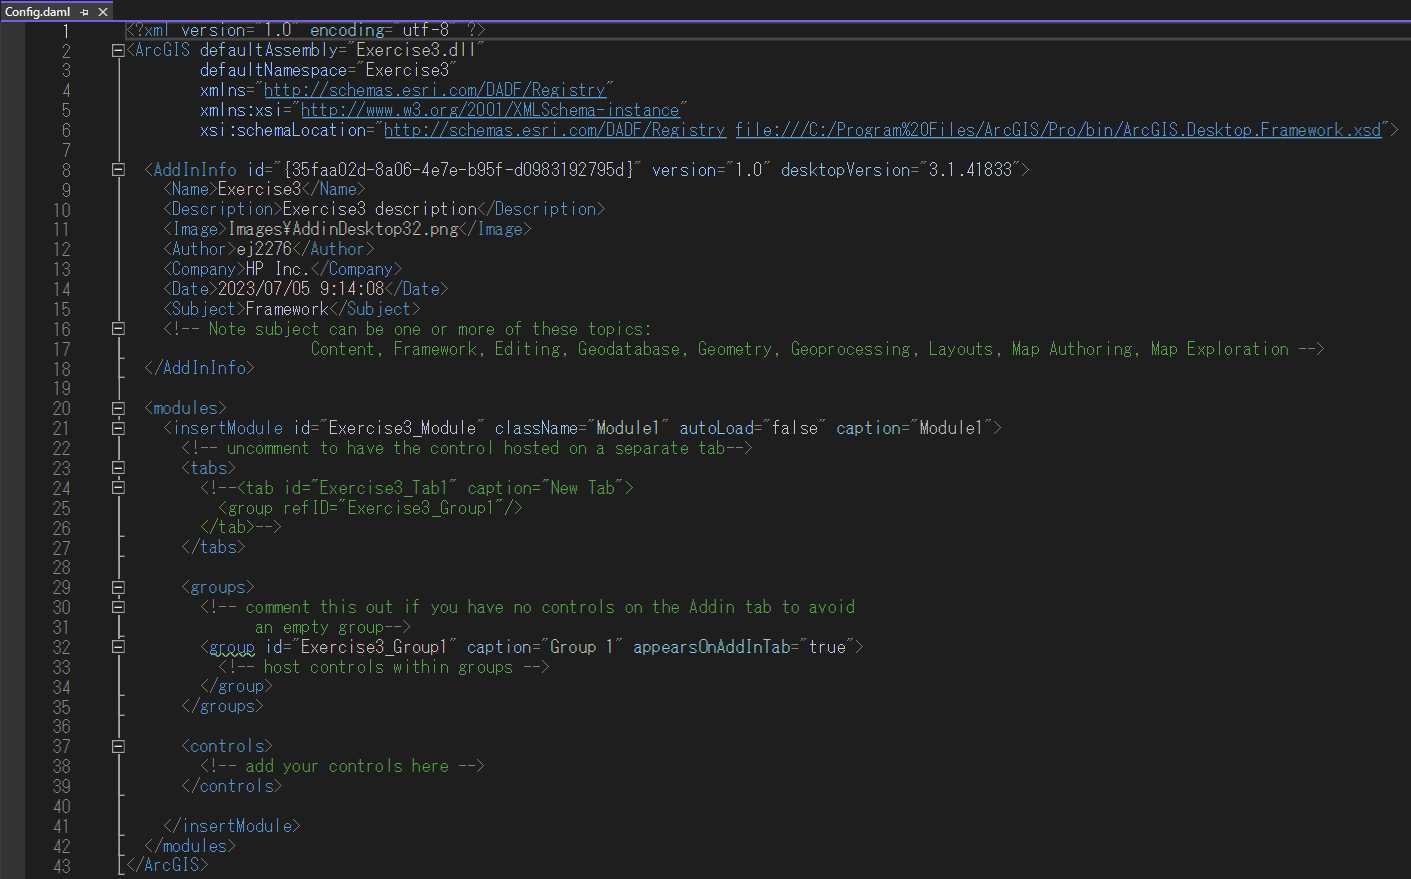 Config.daml
1 <?xml version="1.0" encoding="utf-8" ?>
2 <ArcGIS defaultAssembly="Exercise3.dll"
3 defaultNamespace="Exercise3"
4 xmlns="http://schemas.esri.com/DADF/Registry"
5 xmlns:xsi="http://www.w3.org/2001/XMLSchema-instance"
6 xsi:schemaLocation="http://schemas.esri.com/DADF/Registry file:///C:/Program%20Files/ArcGIS/Pro/bin/ArcGIS.Desktop.Framework.xsd">
7
8 <AddInInfo id="{35faa02d-8a06-4e7e-b95f-d0983192795d}" version="1.0" desktopVersion="3.1.41833">
9 <Name>Exercise3</Name>
10 <Description>Exercise3 description</Description>
11 <Image>Images¥AddinDesktop32.png</Image>
12 <Author>ej2276</Author>
13 <Company>HP Inc.</Company>
14 <Date>2023/07/05 9:14:08</Date>
15 <Subject>Framework</Subject>
16 <!-- Note subject can be one or more of these topics:
17 Content, Framework, Editing, Geodatabase, Geometry, Geoprocessing, Layouts, Map Authoring, Map Exploration -->
18 </AddInInfo>
19
20 <modules>
21 <insertModule id="Exercise3_Module" className="Module1" autoLoad="false" caption="Module1">
22 <!-- uncomment to have the control hosted on a separate tab-->
23 <tabs>
24 <!--<tab id="Exercise3_Tab1" caption="New Tab">
25 <group refID="Exercise3_Group1"/>
26 </tab>-->
27 </tabs>
28
29 <groups>
30 <!-- comment this out if you have no controls on the Addin tab to avoid
31 an empty group-->
32 <group id="Exercise3_Group1" caption="Group 1" appearsOnAddInTab="true">
33 <!-- host controls within groups -->
34 </group>
35 </groups>
36
37 <controls>
38 <!-- add your controls here -->
39 </controls>
40
41 </insertModule>
42 </modules>
43 </ArcGIS>